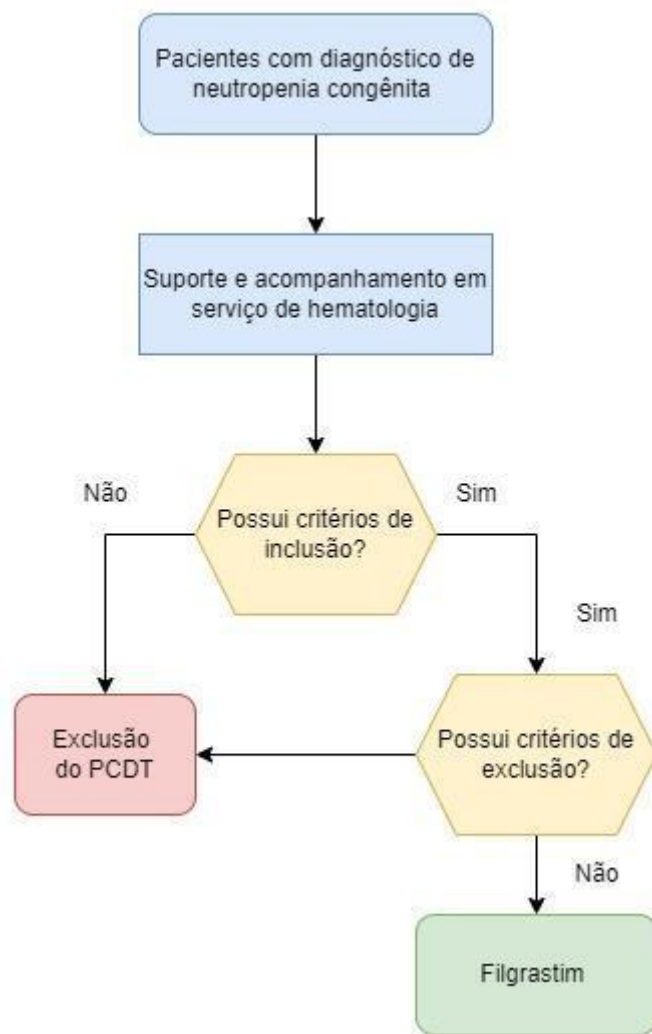 Pacientes com diagnóstico de
neutropenia congênita
Suporte e acompanhamento em
serviço de hematologia
Não
Sim
Possui critérios de
inclusão?
Sim
Exclusão
do PCDT
Possui critérios de
exclusão?
Não
Filgrastim